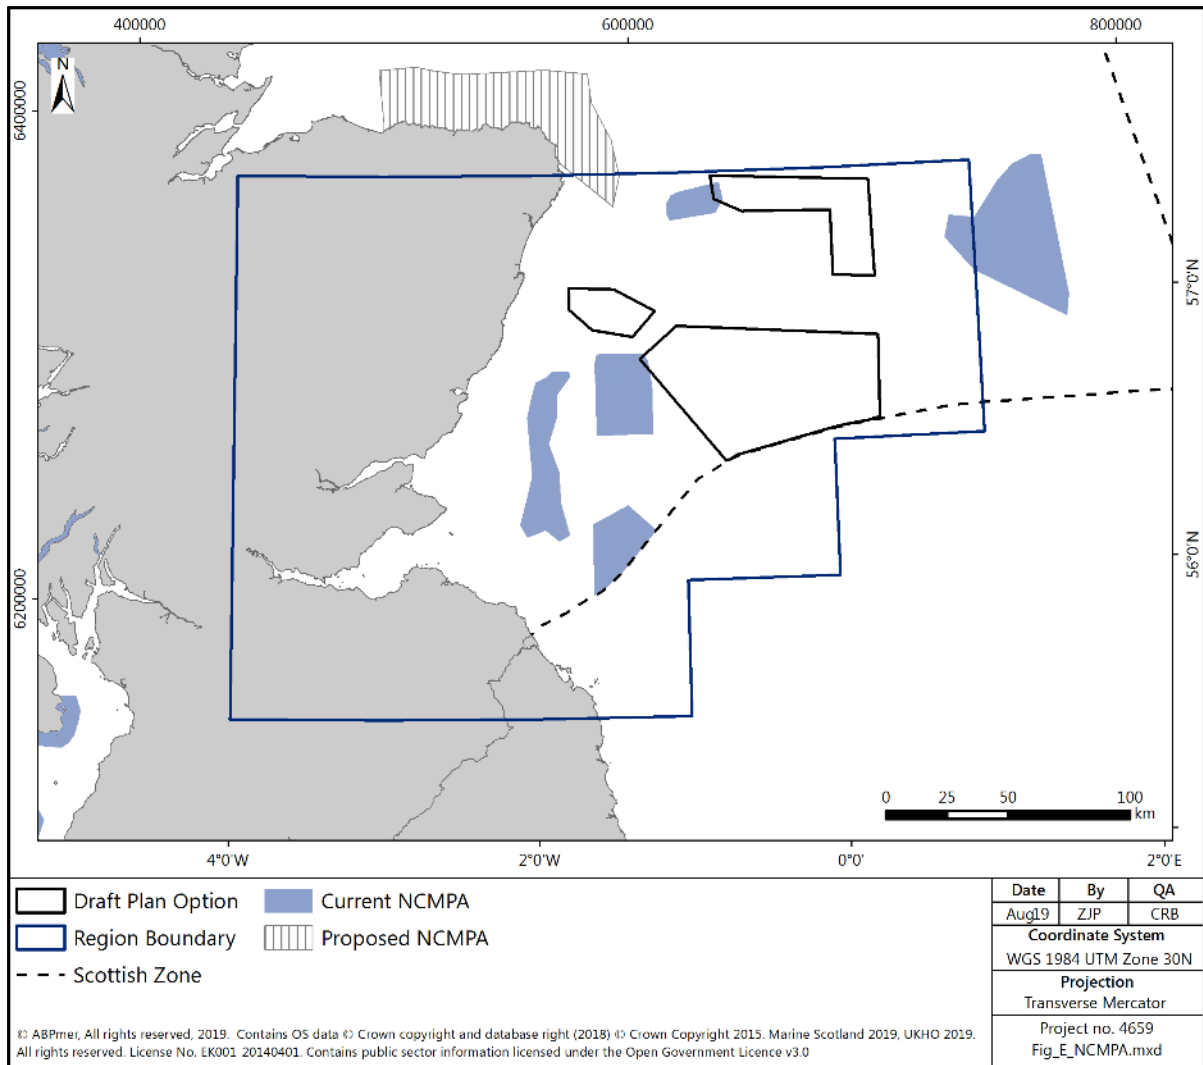 400000 600000 800000
N
6400000
57°0'N
56°0'N
6200000
0 25 50 100
km
4°0'W 2°0'W 0°0' 2°0'E
Draft Plan Option Current NCMPA
Region Boundary Proposed NCMPA
Scottish Zone
Date By QA
Aug19 ZJP CRB
Coordinate System
WGS 1984 UTM Zone 30N
Projection
Transverse Mercator
Project no. 4659
Fig_E_NCMPA.mxd
© ABPmer, All rights reserved, 2019. Contains OS data © Crown copyright and database right (2018) © Crown Copyright 2015. Marine Scotland 2019, UKHO 2019.
All rights reserved. License No. EK001_20140401. Contains public sector information licensed under the Open Government Licence v3.0